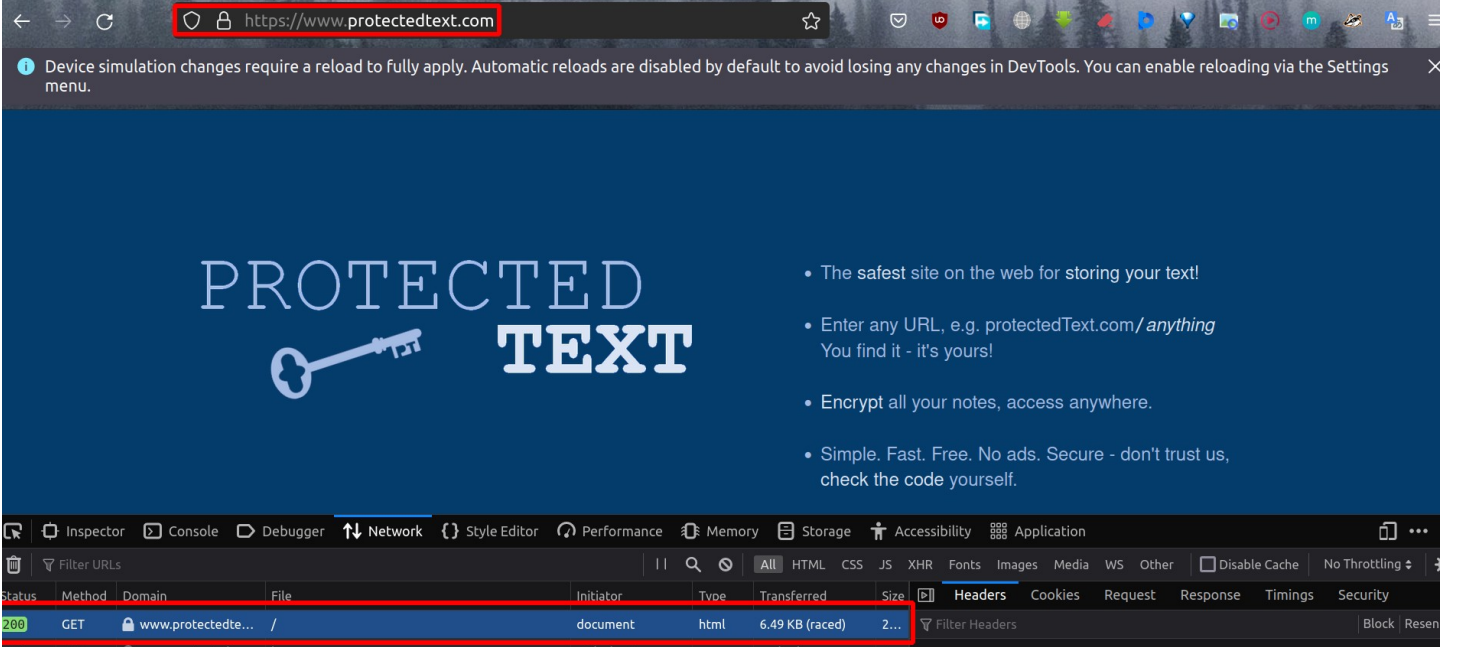 https://www.protectedtext.com
Device simulation changes require a reload to fully apply. Automatic reloads are disabled by default to avoid losing any changes in DevTools. You can enable reloading via the Settings
menu.
PROTECTED
TEXT
• The safest site on the web for storing your text!
• Enter any URL, e.g. protectedText.com/anything
You find it - it's yours!
• Encrypt all your notes, access anywhere.
• Simple. Fast. Free. No ads. Secure - don't trust us,
check the code yourself.
Inspector Console Debugger Network {} Style Editor Performance Memory Storage Accessibility Application
Filter URLs All HTML CSS JS XHR Fonts Images Media WS Other Disable Cache No Throttling
Status Method Domain File Initiator Type Transferred Size Headers Cookies Request Response Timings Security
200 GET www.protectedte... / document html 6.49 KB (raced) 2... Filter Headers Block Resen